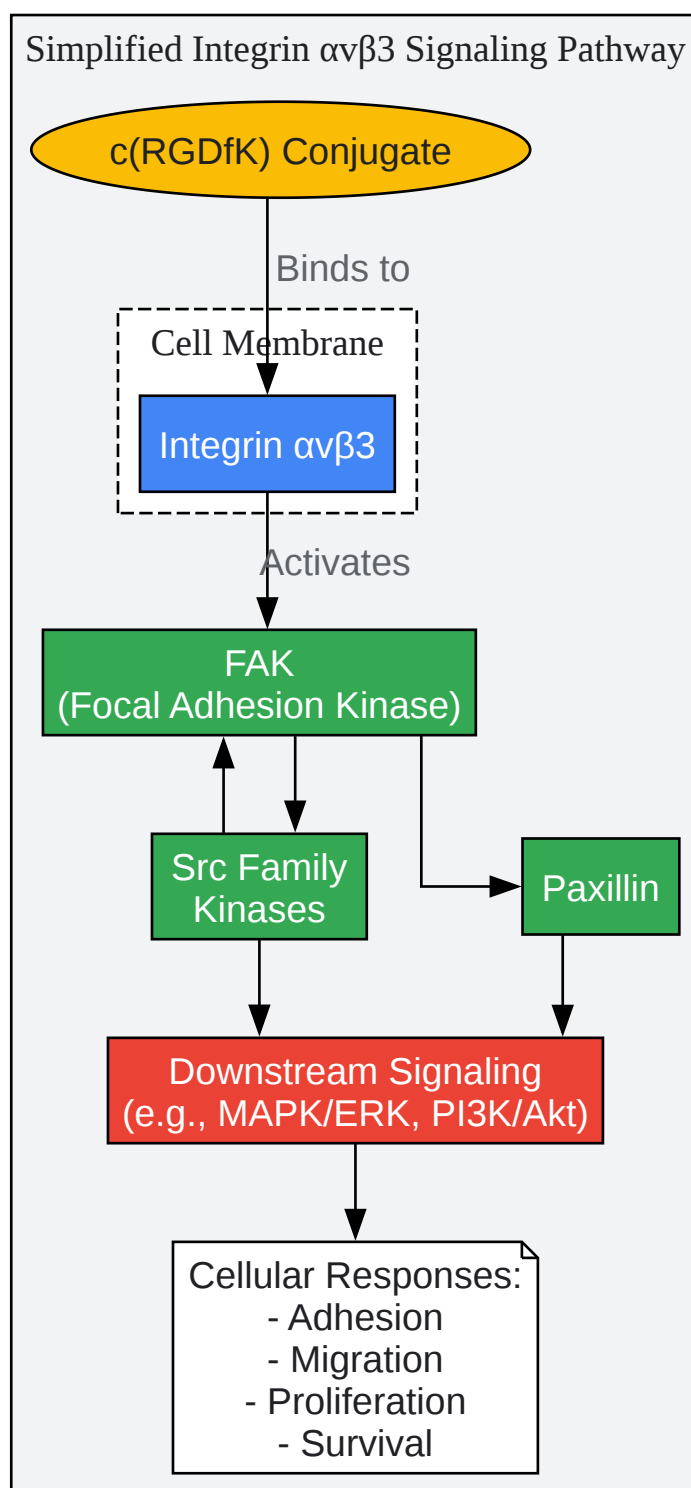 Simplified Integrin αvβ3 Signaling Pathway
c(RGDfK) Conjugate
Binds to
Cell Membrane
Integrin αvβ3
Activates
FAK
(Focal Adhesion Kinase)
Src Family
Kinases
Paxillin
Downstream Signaling
(e.g., MAPK/ERK, PI3K/Akt)
Cellular Responses:
- Adhesion
- Migration
- Proliferation
- Survival